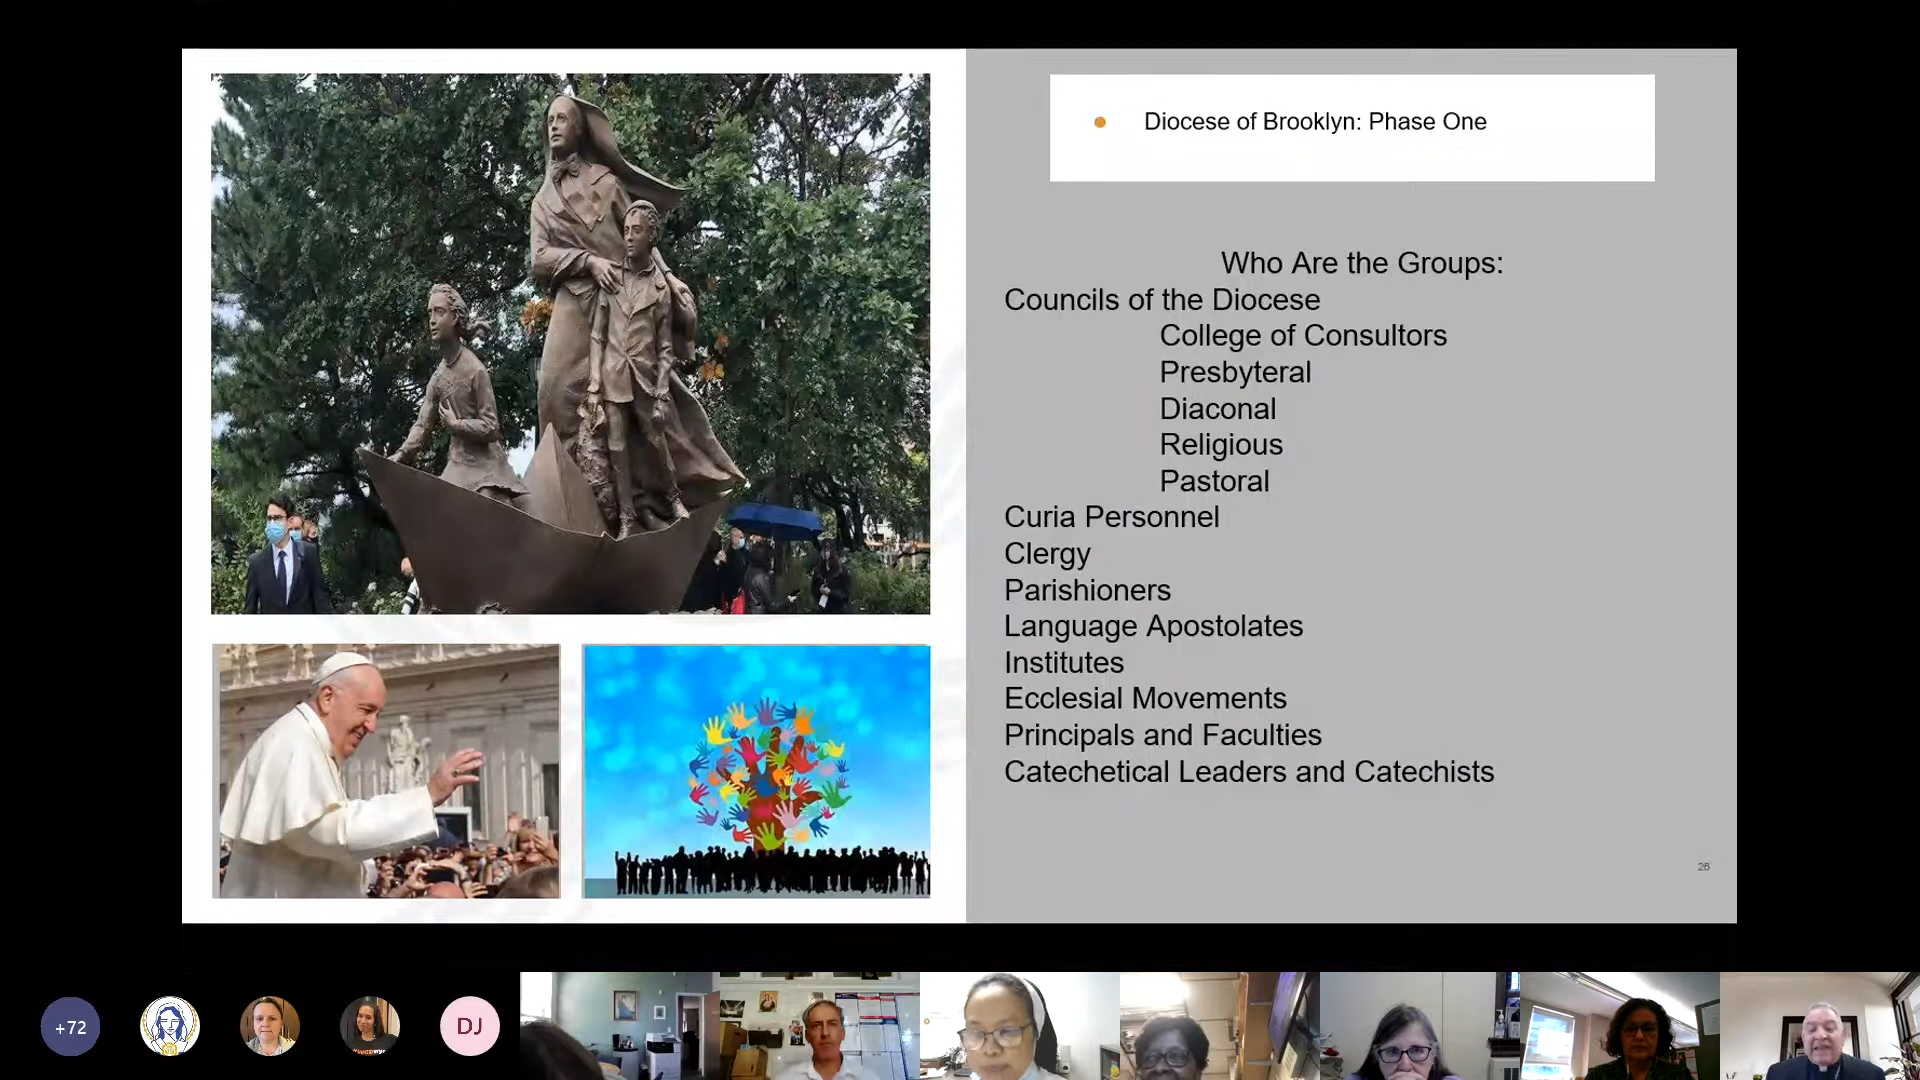 Diocese of Brooklyn: Phase One
Who Are the Groups:
Councils of the Diocese
College of Consultors
Presbyteral
Diaconal
Religious
Pastoral
Curia Personnel
Clergy
Parishioners
Language Apostolates
Institutes
Ecclesial Movements
Principals and Faculties
Catechetical Leaders and Catechists
26
+72
DJ